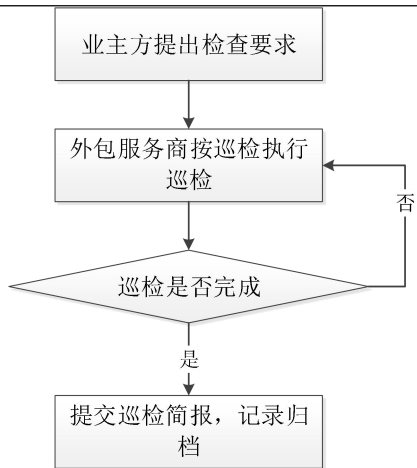 业主方提出检查要求
外包服务商按巡检执行
巡检
否
巡检是否完成
是
提交巡检简报，记录归
档